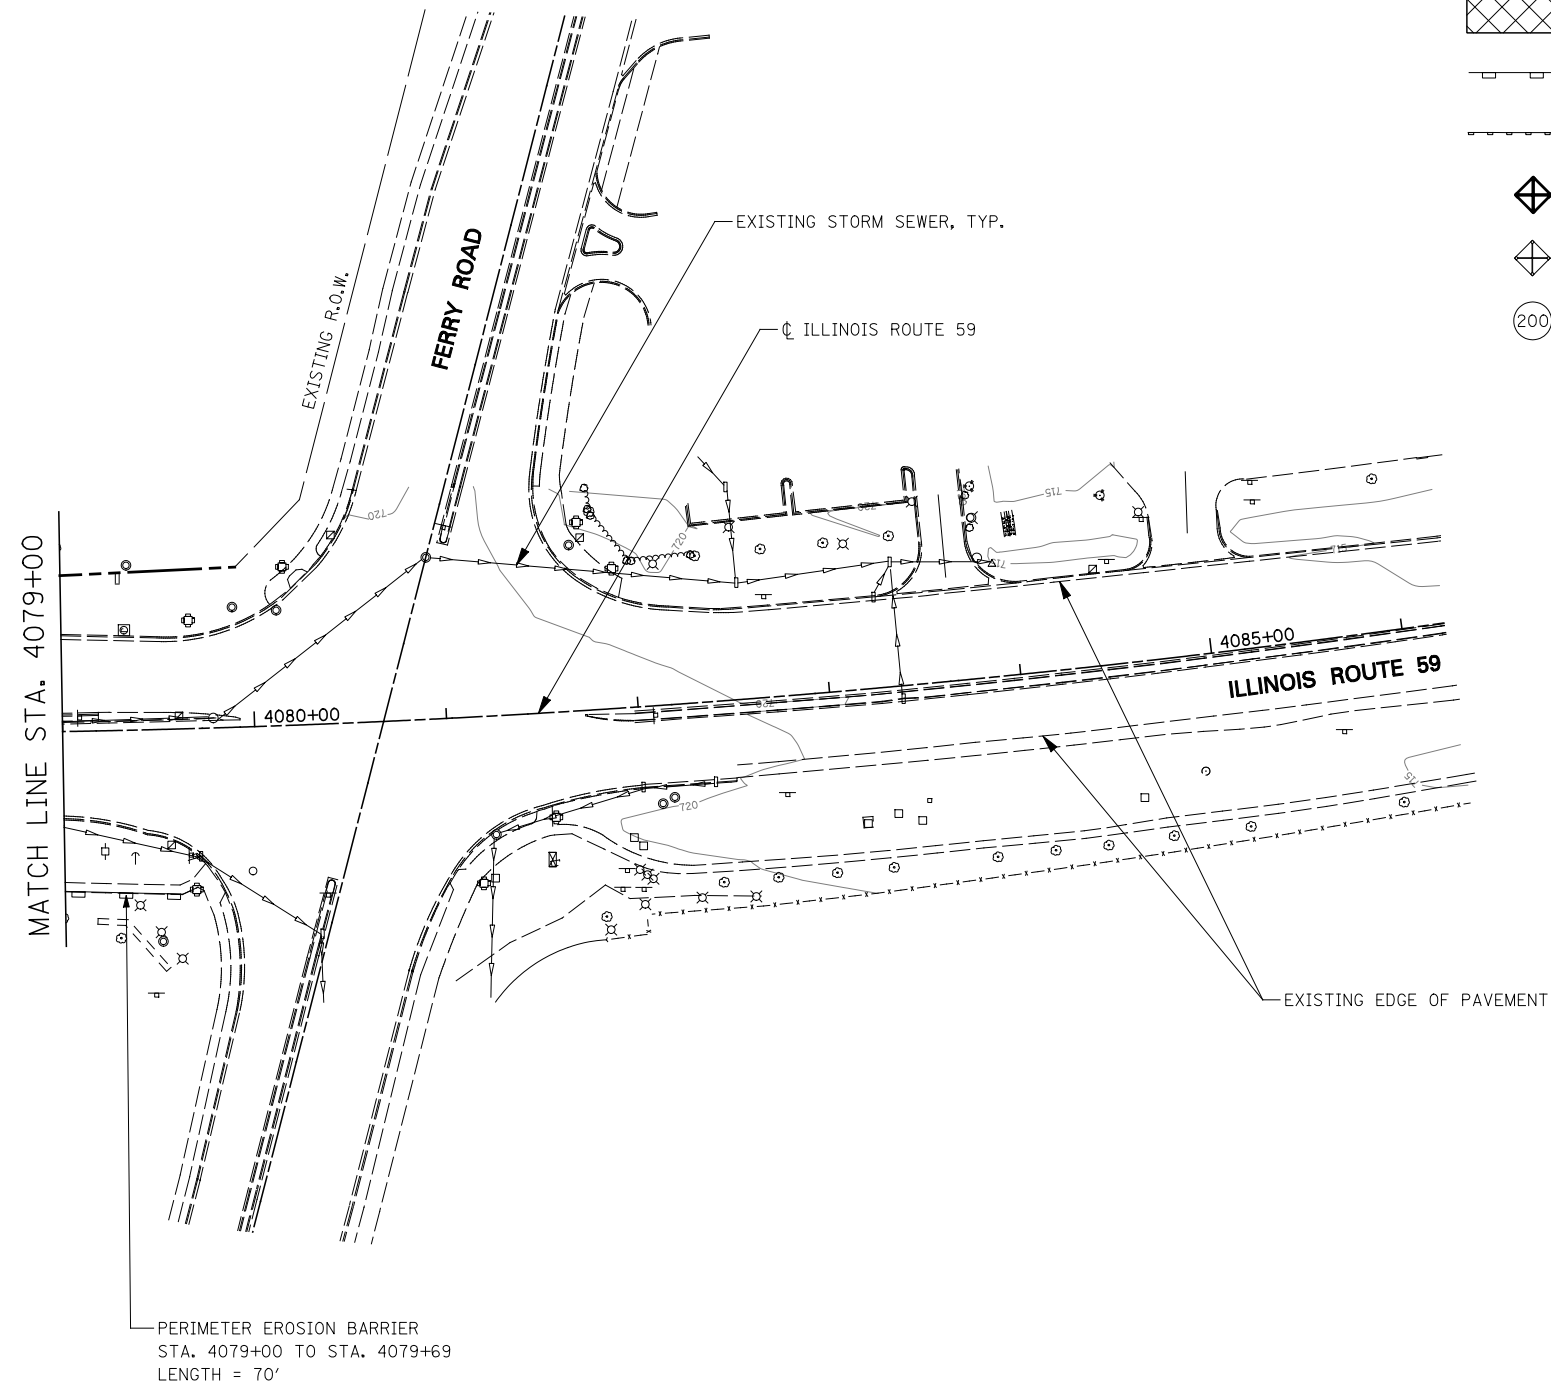 200
EXISTING STORM SEWER, TYP.
FERRY ROAD
EXISTING R.O.W.
℄ ILLINOIS ROUTE 59
715
720
720
MATCH LINE STA. 4079+00
4085+00
ILLINOIS ROUTE 59
4080+00
720
715
EXISTING EDGE OF PAVEMENT
PERIMETER EROSION BARRIER
STA. 4079+00 TO STA. 4079+69
LENGTH = 70'